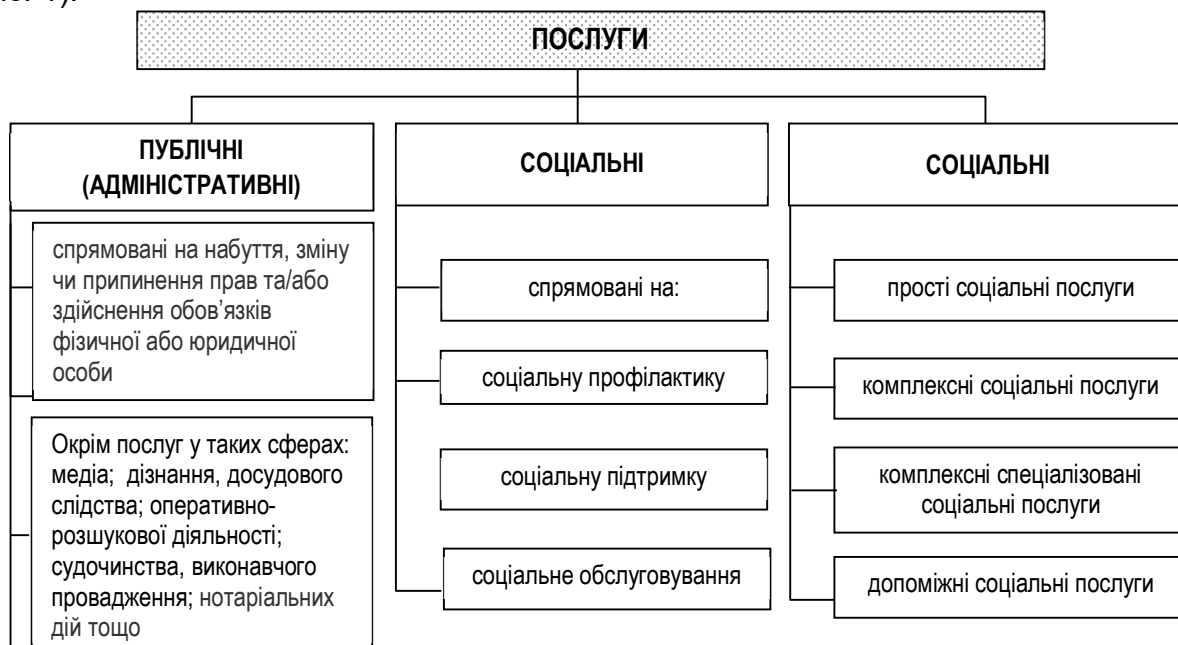 ПОСЛУГИ
ПУБЛІЧНІ
(АДМІНІСТРАТИВНІ)
спрямовані на набуття, зміну
чи припинення прав та/або
здійснення обов’язків
фізичної або юридичної
особи
Окрім послуг у таких сферах:
медіа; дізнання, досудового
слідства; оперативно-
розшукової діяльності;
судочинства, виконавчого
провадження; нотаріальних
дій тощо
СОЦІАЛЬНІ
спрямовані на:
соціальну профілактику
соціальну підтримку
соціальне обслуговування
СОЦІАЛЬНІ
прості соціальні послуги
комплексні соціальні послуги
комплексні спеціалізовані
соціальні послуги
допоміжні соціальні послуги